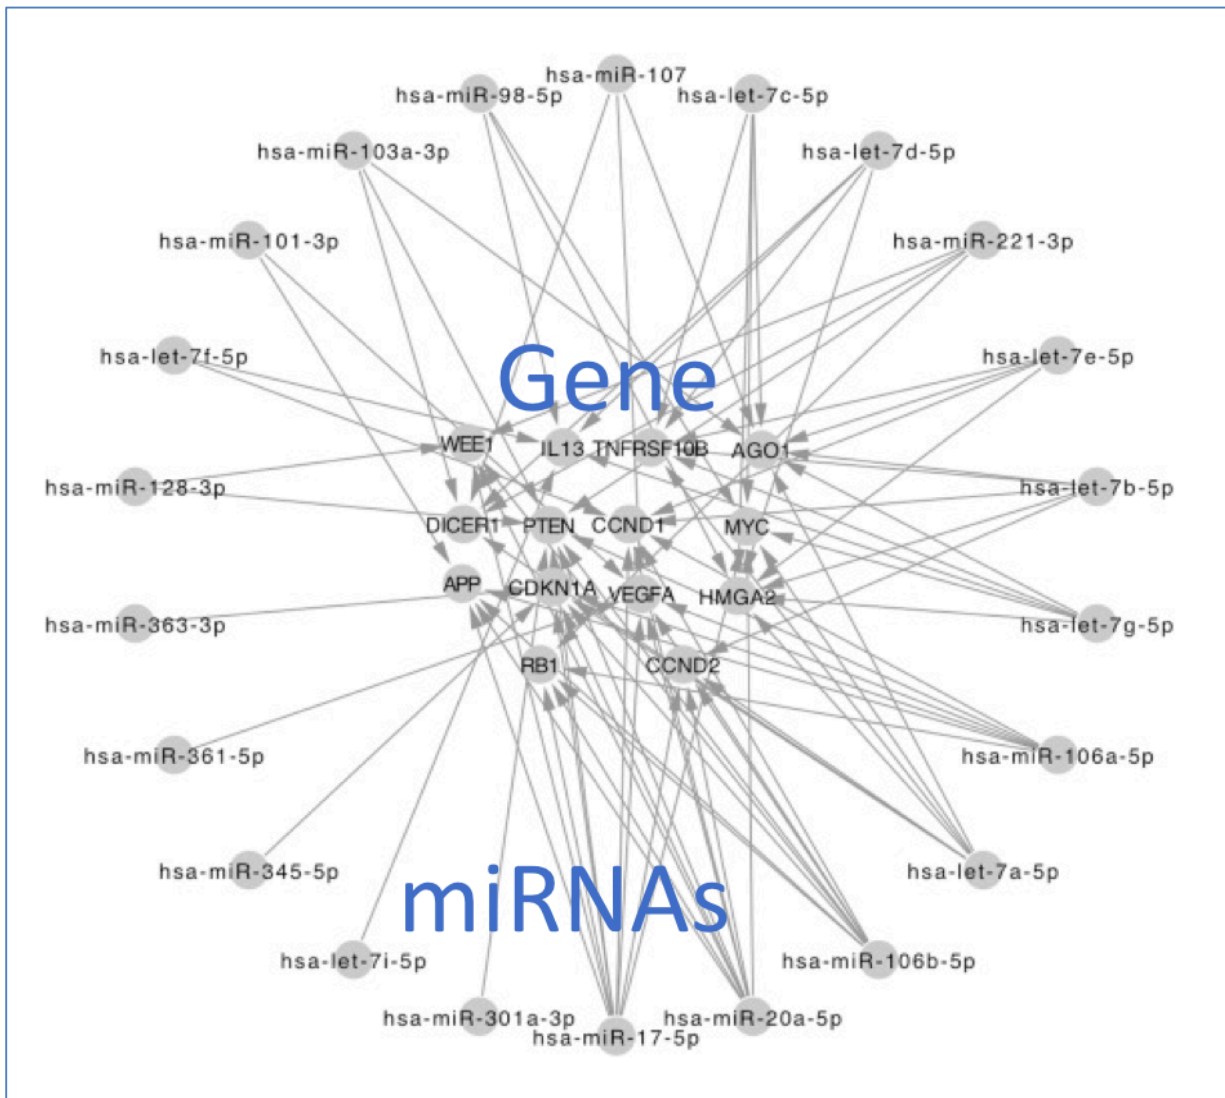 hsa-miR-107
hsa-miR-98-5p
hsa-let-7c-5p
hsa-miR-103a-3p
hsa-let-7d-5p
hsa-miR-101-3p
hsa-miR-221-3p
hsa-let-7f-5p
hsa-let-7e-5p
Gene
WEE1 IL13 TNFRSF10B AGO1
hsa-miR-128-3p
hsa-let-7b-5p
DICER1 PTEN CCND1 MYC
APP CDKN1A VEGFA HMGA2
hsa-miR-363-3p
hsa-let-7g-5p
RB1 CCND2
hsa-miR-361-5p
hsa-miR-106a-5p
hsa-miR-345-5p
hsa-let-7a-5p
miRNAs
hsa-let-7i-5p
hsa-miR-106b-5p
hsa-miR-301a-3p
hsa-miR-20a-5p
hsa-miR-17-5p